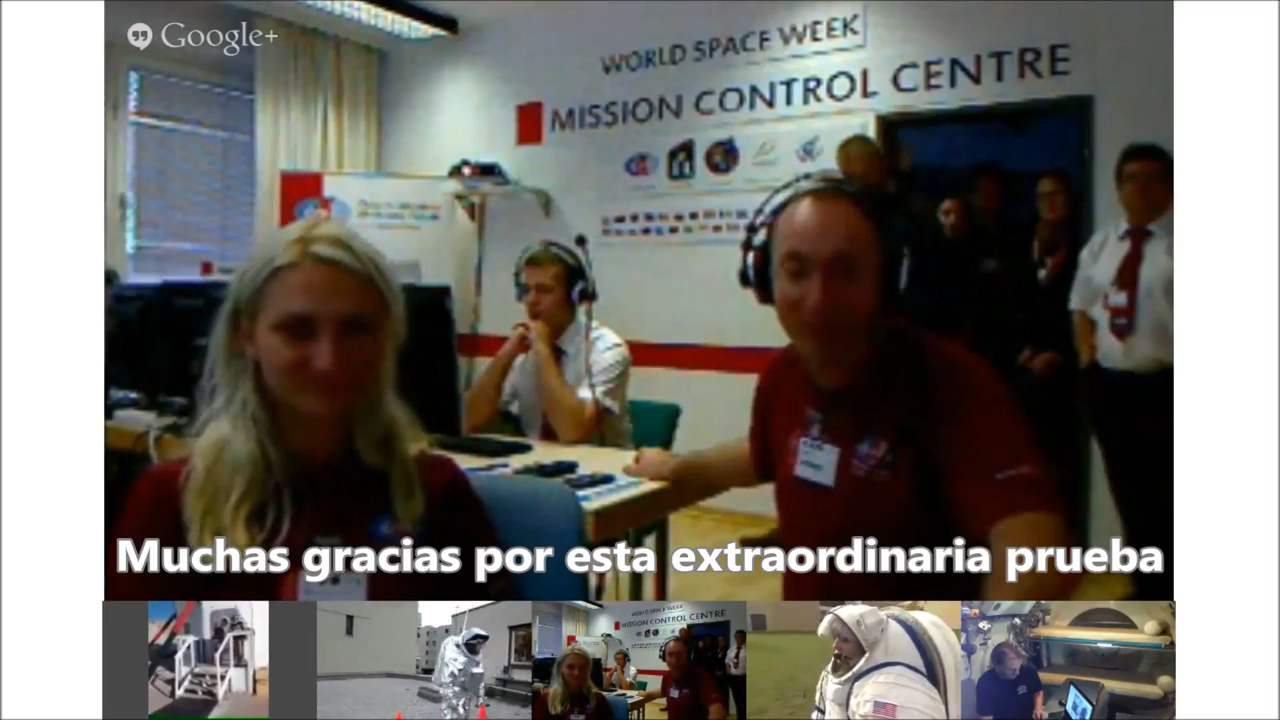 Google+
WORLD SPACE WEEK
MISSION CONTROL CENTRE
Muchas gracias por esta extraordinaria prueba
WORLD SPACE WEEK
MISSION CONTROL CENTRE